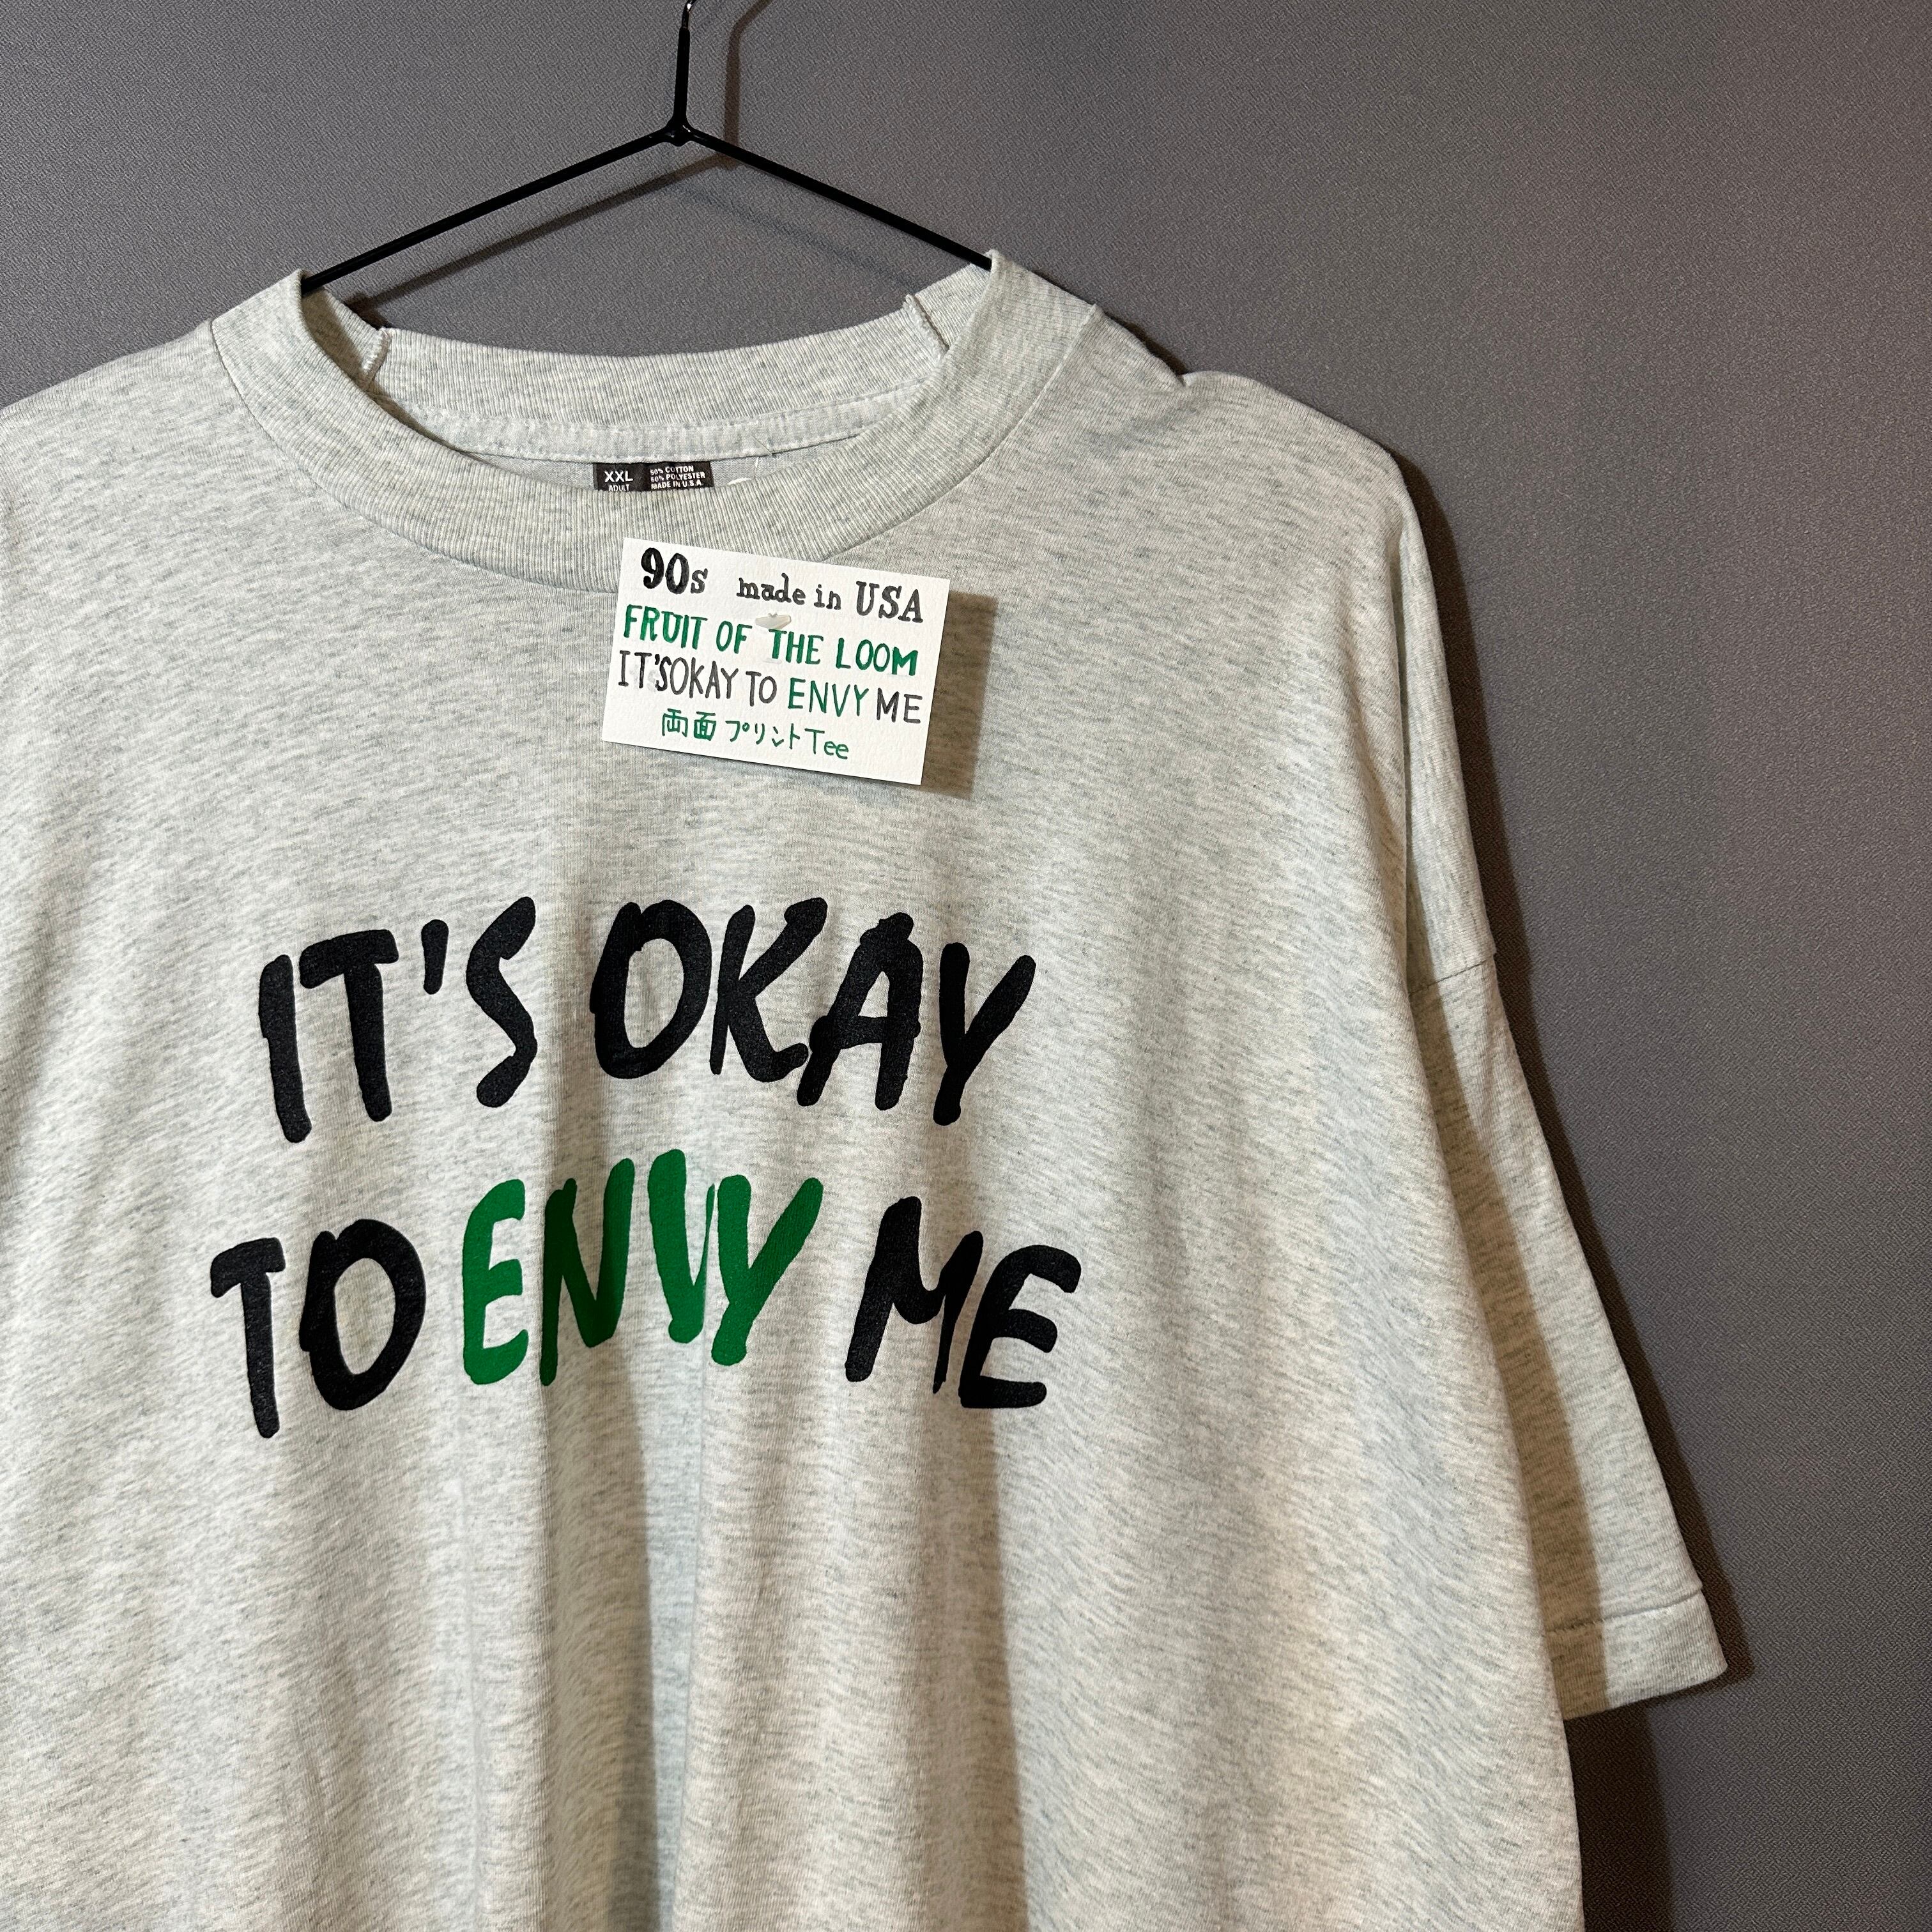 XXL
ADULT
50% COTTON
50% POLYESTER
MADE IN U.S.A.
90s made in USA
FRUIT OF THE LOOM
IT'S OKAY TO ENVY ME
両面プリントTee
IT'S OKAY
TO ENVY ME